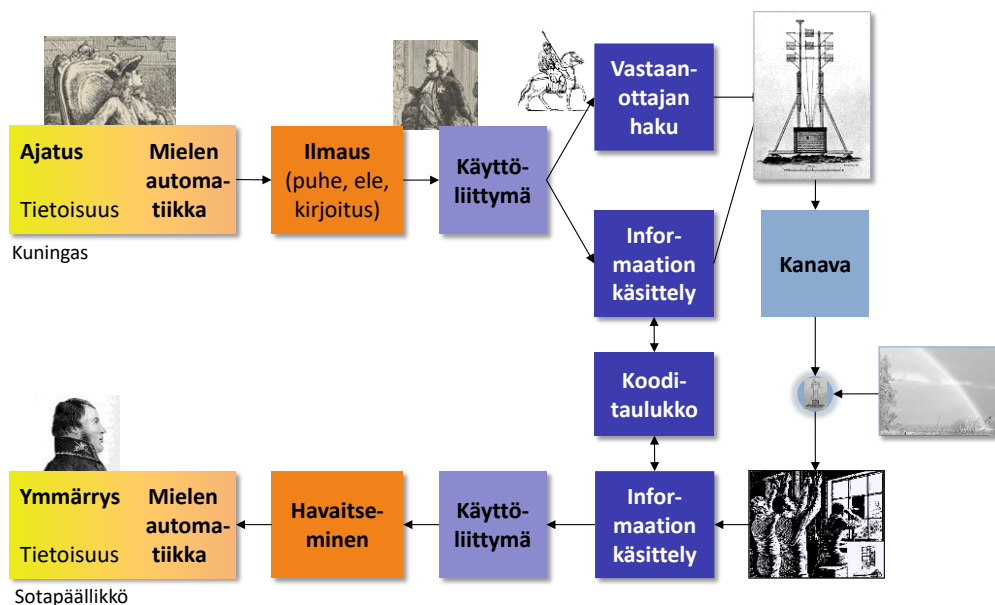 Ajatus Mielen
automa-
Tietoisuus tiikka
Kuningas
Ilmaus
(puhe, ele,
kirjoitus)
Käyttö-
liittymä
Vastaan-
ottajan
haku
Infor-
maation
käsittely
Kanava
Koodi-
taulukko
Ymmärrys Mielen
automa-
Tietoisuus tiikka
Sotapäällikkö
Havaitse-
minen
Käyttö-
liittymä
Infor-
maation
käsittely